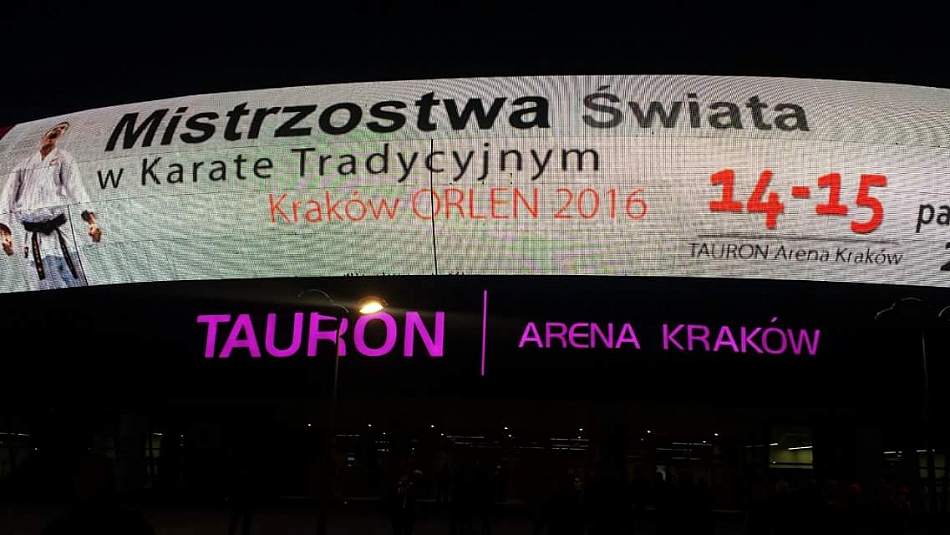 Mistrzostwa Świata
w Karate Tradycyjnym
Kraków ORLEN 2016
14-15
TAURON Arena Kraków
TAURON | ARENA KRAKÓW